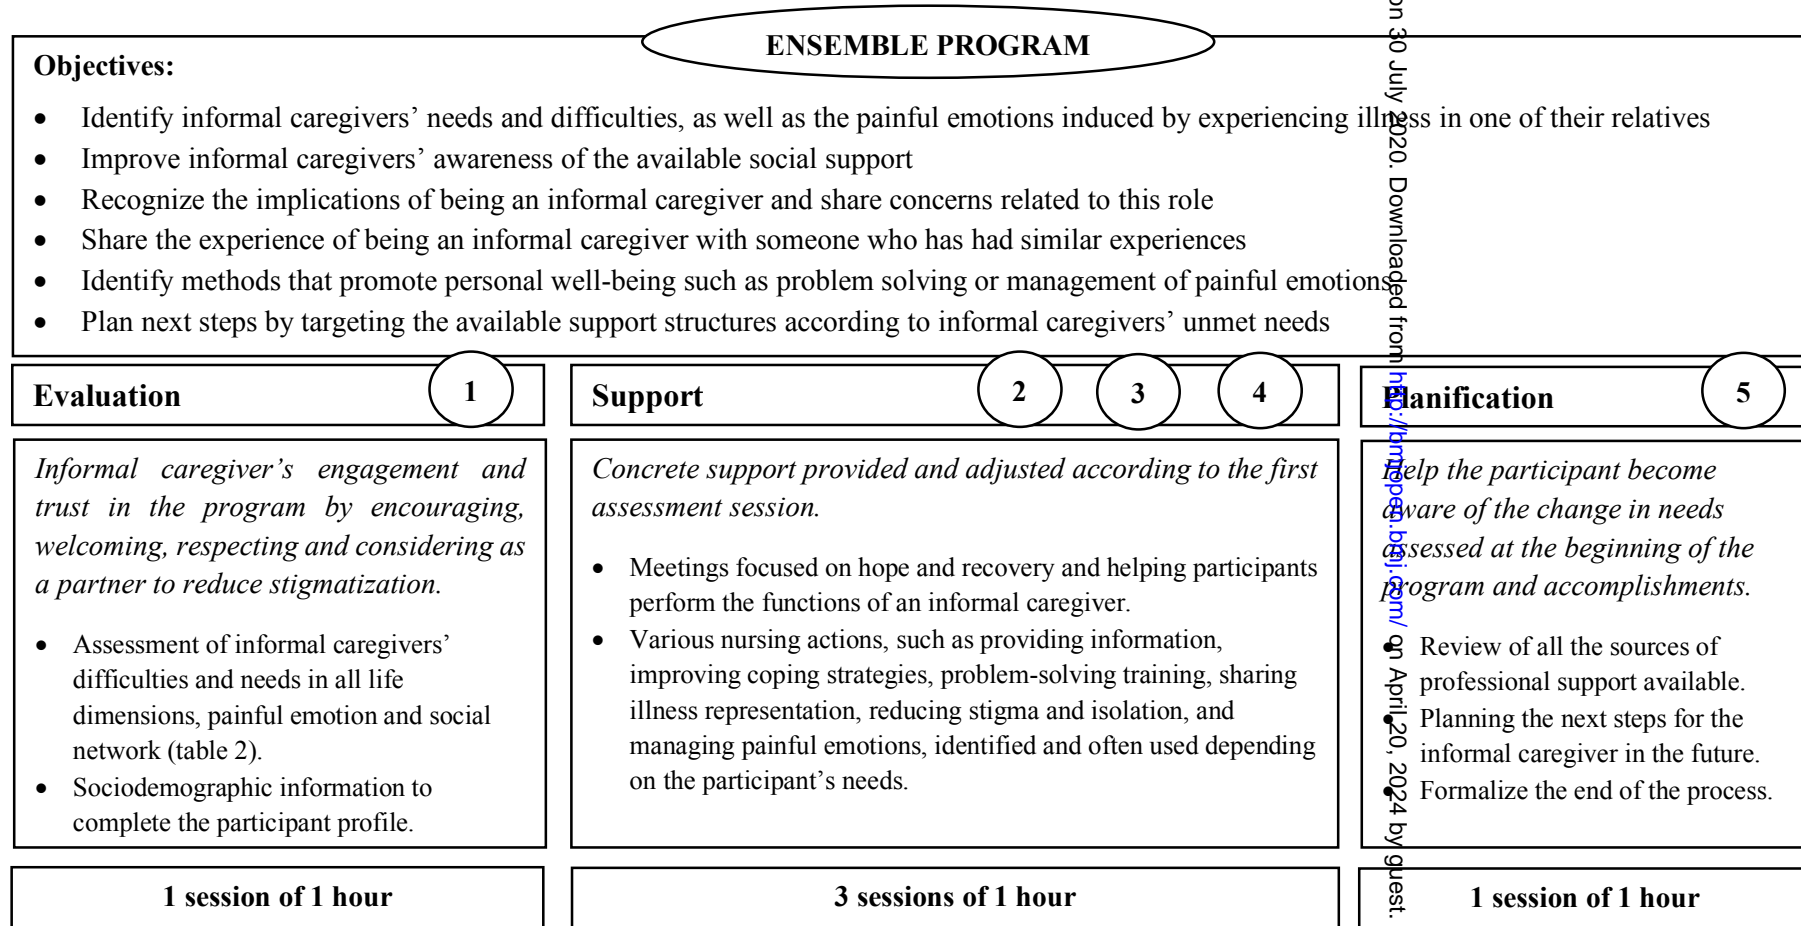 ENSEMBLE PROGRAM
Objectives:
• Identify informal caregivers’ needs and difficulties, as well as the painful emotions induced by experiencing illness in one of their relatives
• Improve informal caregivers’ awareness of the available social support
• Recognize the implications of being an informal caregiver and share concerns related to this role
• Share the experience of being an informal caregiver with someone who has had similar experiences
• Identify methods that promote personal well-being such as problem solving or management of painful emotions
• Plan next steps by targeting the available support structures according to informal caregivers’ unmet needs
Evaluation 1
Informal caregiver’s engagement and
trust in the program by encouraging,
welcoming, respecting and considering as
a partner to reduce stigmatization.
• Assessment of informal caregivers’
difficulties and needs in all life
dimensions, painful emotion and social
network (table 2).
• Sociodemographic information to
complete the participant profile.
1 session of 1 hour
Support 2 3 4
Concrete support provided and adjusted according to the first
assessment session.
• Meetings focused on hope and recovery and helping participants
perform the functions of an informal caregiver.
• Various nursing actions, such as providing information,
improving coping strategies, problem-solving training, sharing
illness representation, reducing stigma and isolation, and
managing painful emotions, identified and often used depending
on the participant’s needs.
3 sessions of 1 hour
Planification 5
Help the participant become
aware of the change in needs
assessed at the beginning of the
program and accomplishments.
• Review of all the sources of
professional support available.
• Planning the next steps for the
informal caregiver in the future.
• Formalize the end of the process.
1 session of 1 hour
on 30 July 2020. Downloaded from http://bmjopen.bmj.com/ on April 20, 2024 by guest.